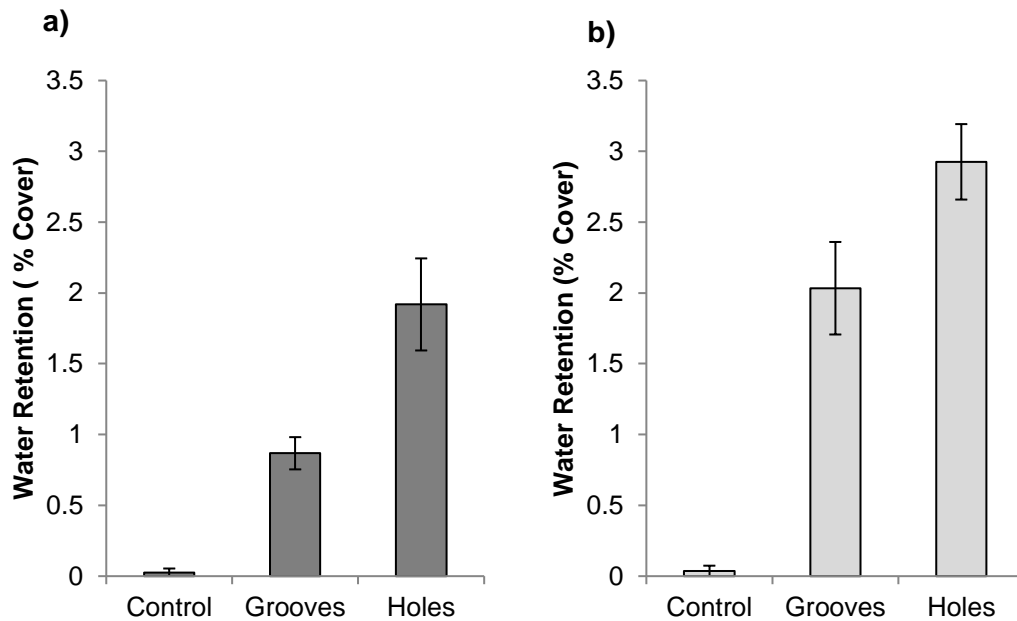 a)
Water Retention ( % Cover)
3.5
3
2.5
2
1.5
1
0.5
0
Control Grooves Holes
b)
Water Retention (% Cover)
3.5
3
2.5
2
1.5
1
0.5
0
Control Grooves Holes